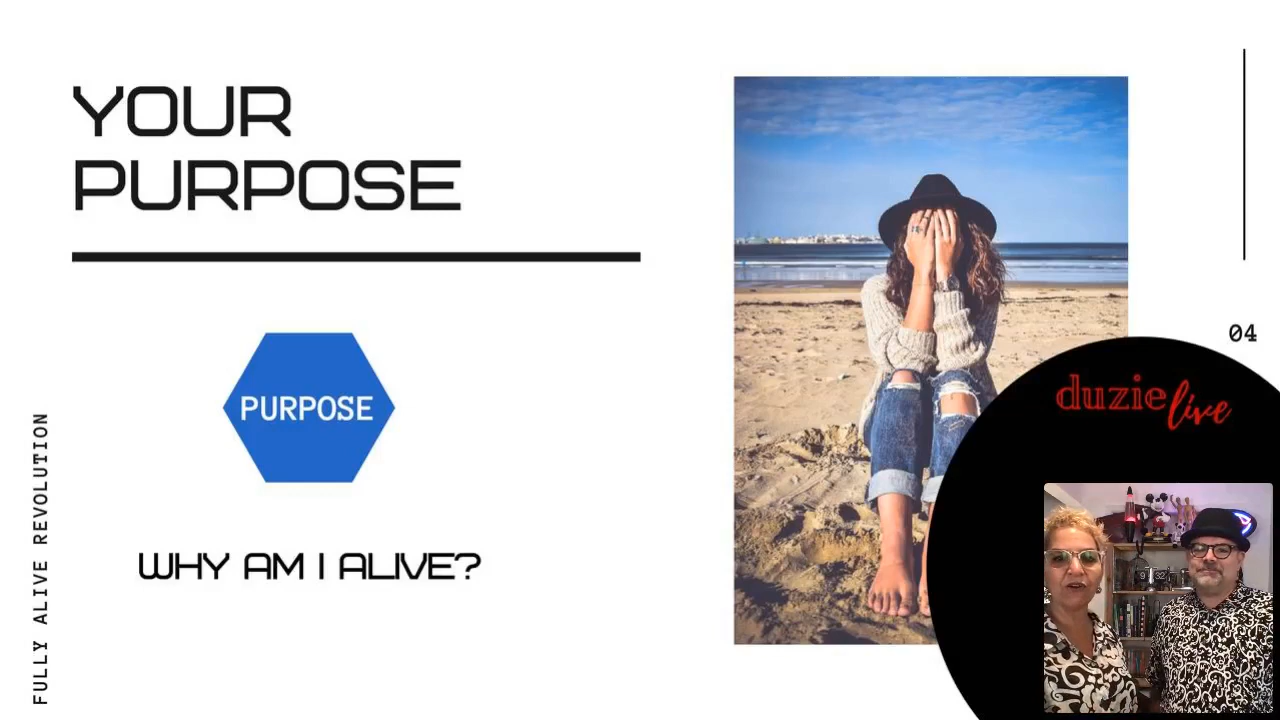 YOUR
PURPOSE
PURPOSE
WHY AM I ALIVE?
FULLY ALIVE REVOLUTION
04
duzie live